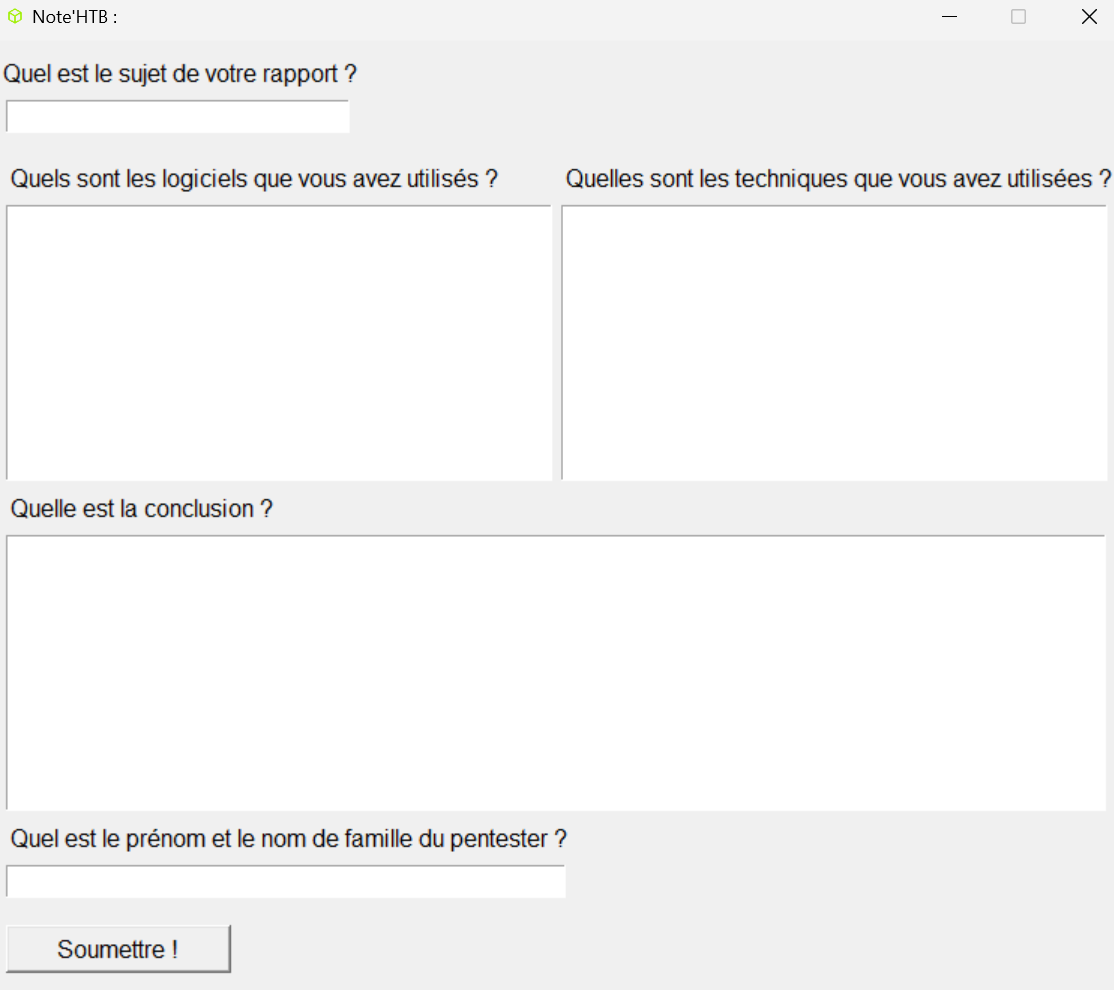 Note'HTB :
Quel est le sujet de votre rapport ?
Quels sont les logiciels que vous avez utilisés ?
Quelles sont les techniques que vous avez utilisées ?
Quelle est la conclusion ?
Quel est le prénom et le nom de famille du pentester ?
Soumettre !